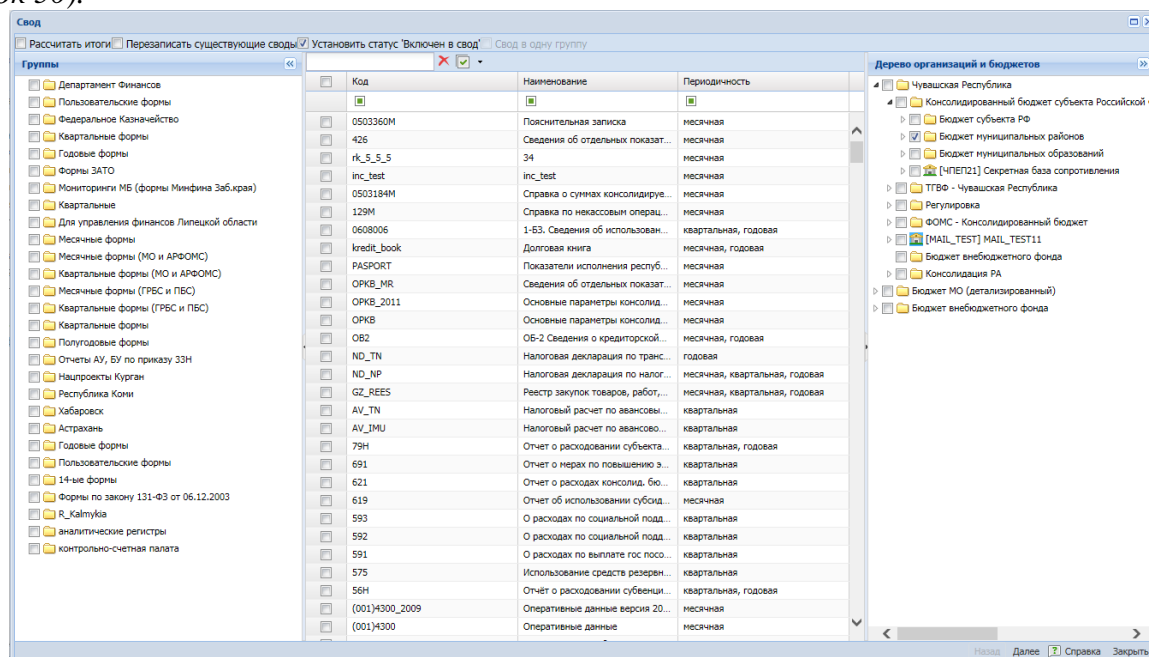 ок 50).
Свод
Рассчитать итоги Перезаписать существующие своды Установить статус 'Включен в свод' Свод в одну группу
Группы
Департамент Финансов
Пользовательские формы
Федеральное Казначейство
Квартальные формы
Годовые формы
Формы ЗАТО
Мониторинги МБ (формы Минфина Заб.края)
Квартальные
Для управления финансов Липецкой области
Месячные формы
Месячные формы (МО и АРФОМС)
Квартальные формы (МО и АРФОМС)
Месячные формы (ГРБС и ПБС)
Квартальные формы (ГРБС и ПБС)
Квартальные формы
Полугодовые формы
Отчеты АУ, БУ по приказу 33Н
Нацпроекты Курган
Республика Коми
Хабаровск
Астрахань
Годовые формы
Пользовательские формы
14-ые формы
Формы по закону 131-ФЗ от 06.12.2003
R_Kalmykia
аналитические регистры
контрольно-счетная палата
Код Наименование Периодичность
0503360М Пояснительная записка месячная
426 Сведения об отдельных показат... месячная
rk_5_5_5 34 месячная
inc_test inc_test месячная
0503184М Справка о суммах консолидируе... месячная
129М Справка по некассовым операц... месячная
0608006 1-БЗ. Сведения об использован... квартальная, годовая
kredit_book Долговая книга месячная, годовая
PASPORT Показатели исполнения респуб... месячная
OPKB_MR Сведения об отдельных показат... месячная
OPKB_2011 Основные параметры консолид... месячная
OPKB Основные параметры консолид... месячная
OB2 ОБ-2 Сведения о кредиторской... месячная, годовая
ND_TN Налоговая декларация по транс... годовая
ND_NP Налоговая декларация по налог... месячная, квартальная, годовая
GZ_REES Реестр закупок товаров, работ,... месячная, квартальная, годовая
AV_TN Налоговый расчет по авансовы... квартальная
AV_IMU Налоговый расчет по авансово... квартальная
79Н Отчет о расходовании субъекта... квартальная, годовая
691 Отчет о мерах по повышению э... квартальная
621 Отчет о расходах консолид. бю... квартальная
619 Отчет об использовании субсид... месячная
593 О расходах по социальной подд... квартальная
592 О расходах по социальной подд... квартальная
591 О расходах по выплате гос посо... квартальная
575 Использование средств резервн... квартальная
56Н Отчёт о расходовании субвенци... квартальная, годовая
(001)4300_2009 Оперативные данные версия 20... месячная
(001)4300 Оперативные данные месячная
Дерево организаций и бюджетов
Чувашская Республика
Консолидированный бюджет субъекта Российской
Бюджет субъекта РФ
Бюджет муниципальных районов
Бюджет муниципальных образований
[ЧПЕП21] Секретная база сопротивления
ТГВФ - Чувашская Республика
Регулировка
ФОМС - Консолидированный бюджет
[MAIL_TEST] MAIL_TEST11
Бюджет внебюджетного фонда
Консолидация РА
Бюджет МО (детализированный)
Бюджет внебюджетного фонда
Назад Далее Справка Закрыть